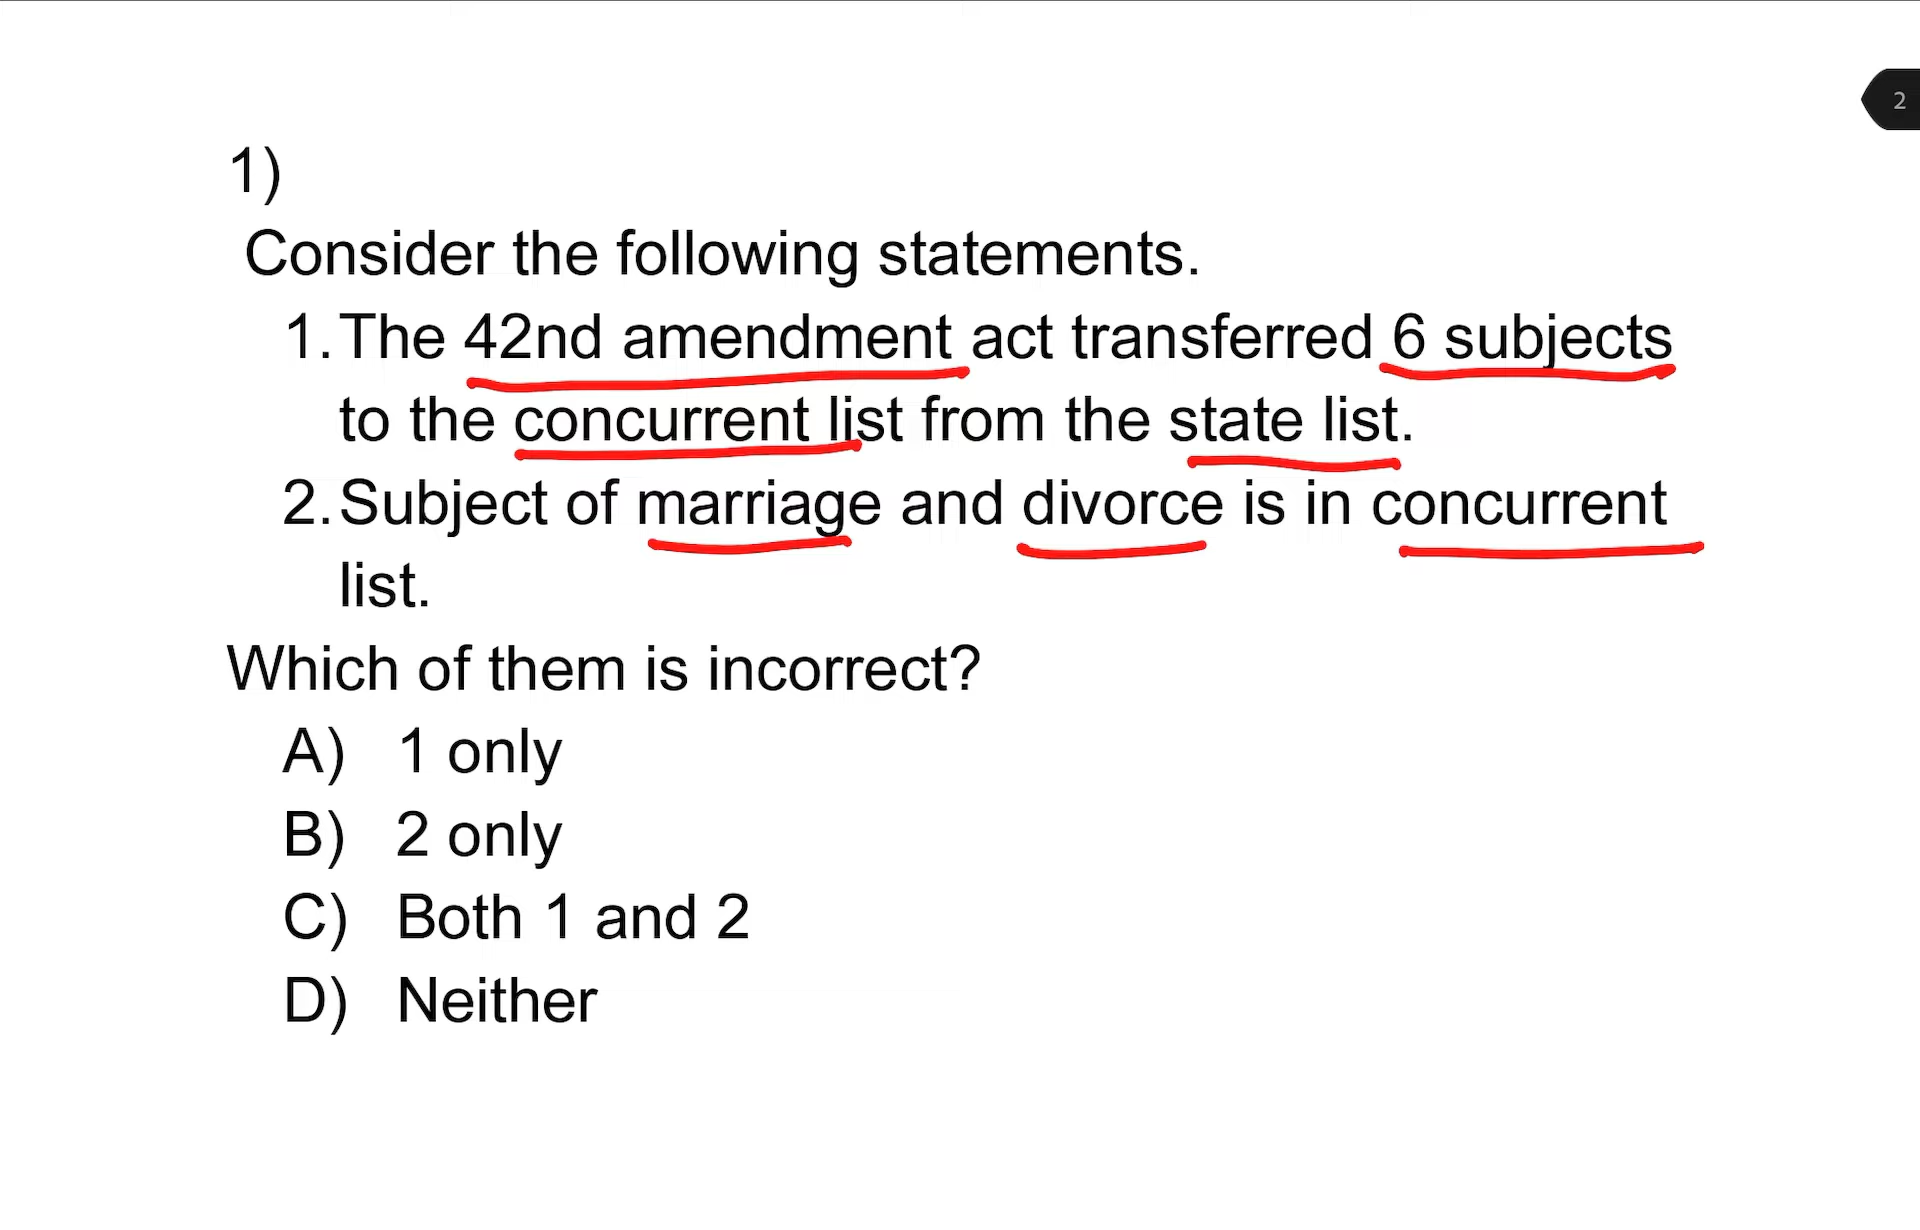 2
1)
Consider the following statements.
1. The 42nd amendment act transferred 6 subjects
to the concurrent list from the state list.
2. Subject of marriage and divorce is in concurrent
list.
Which of them is incorrect?
A) 1 only
B) 2 only
C) Both 1 and 2
D) Neither